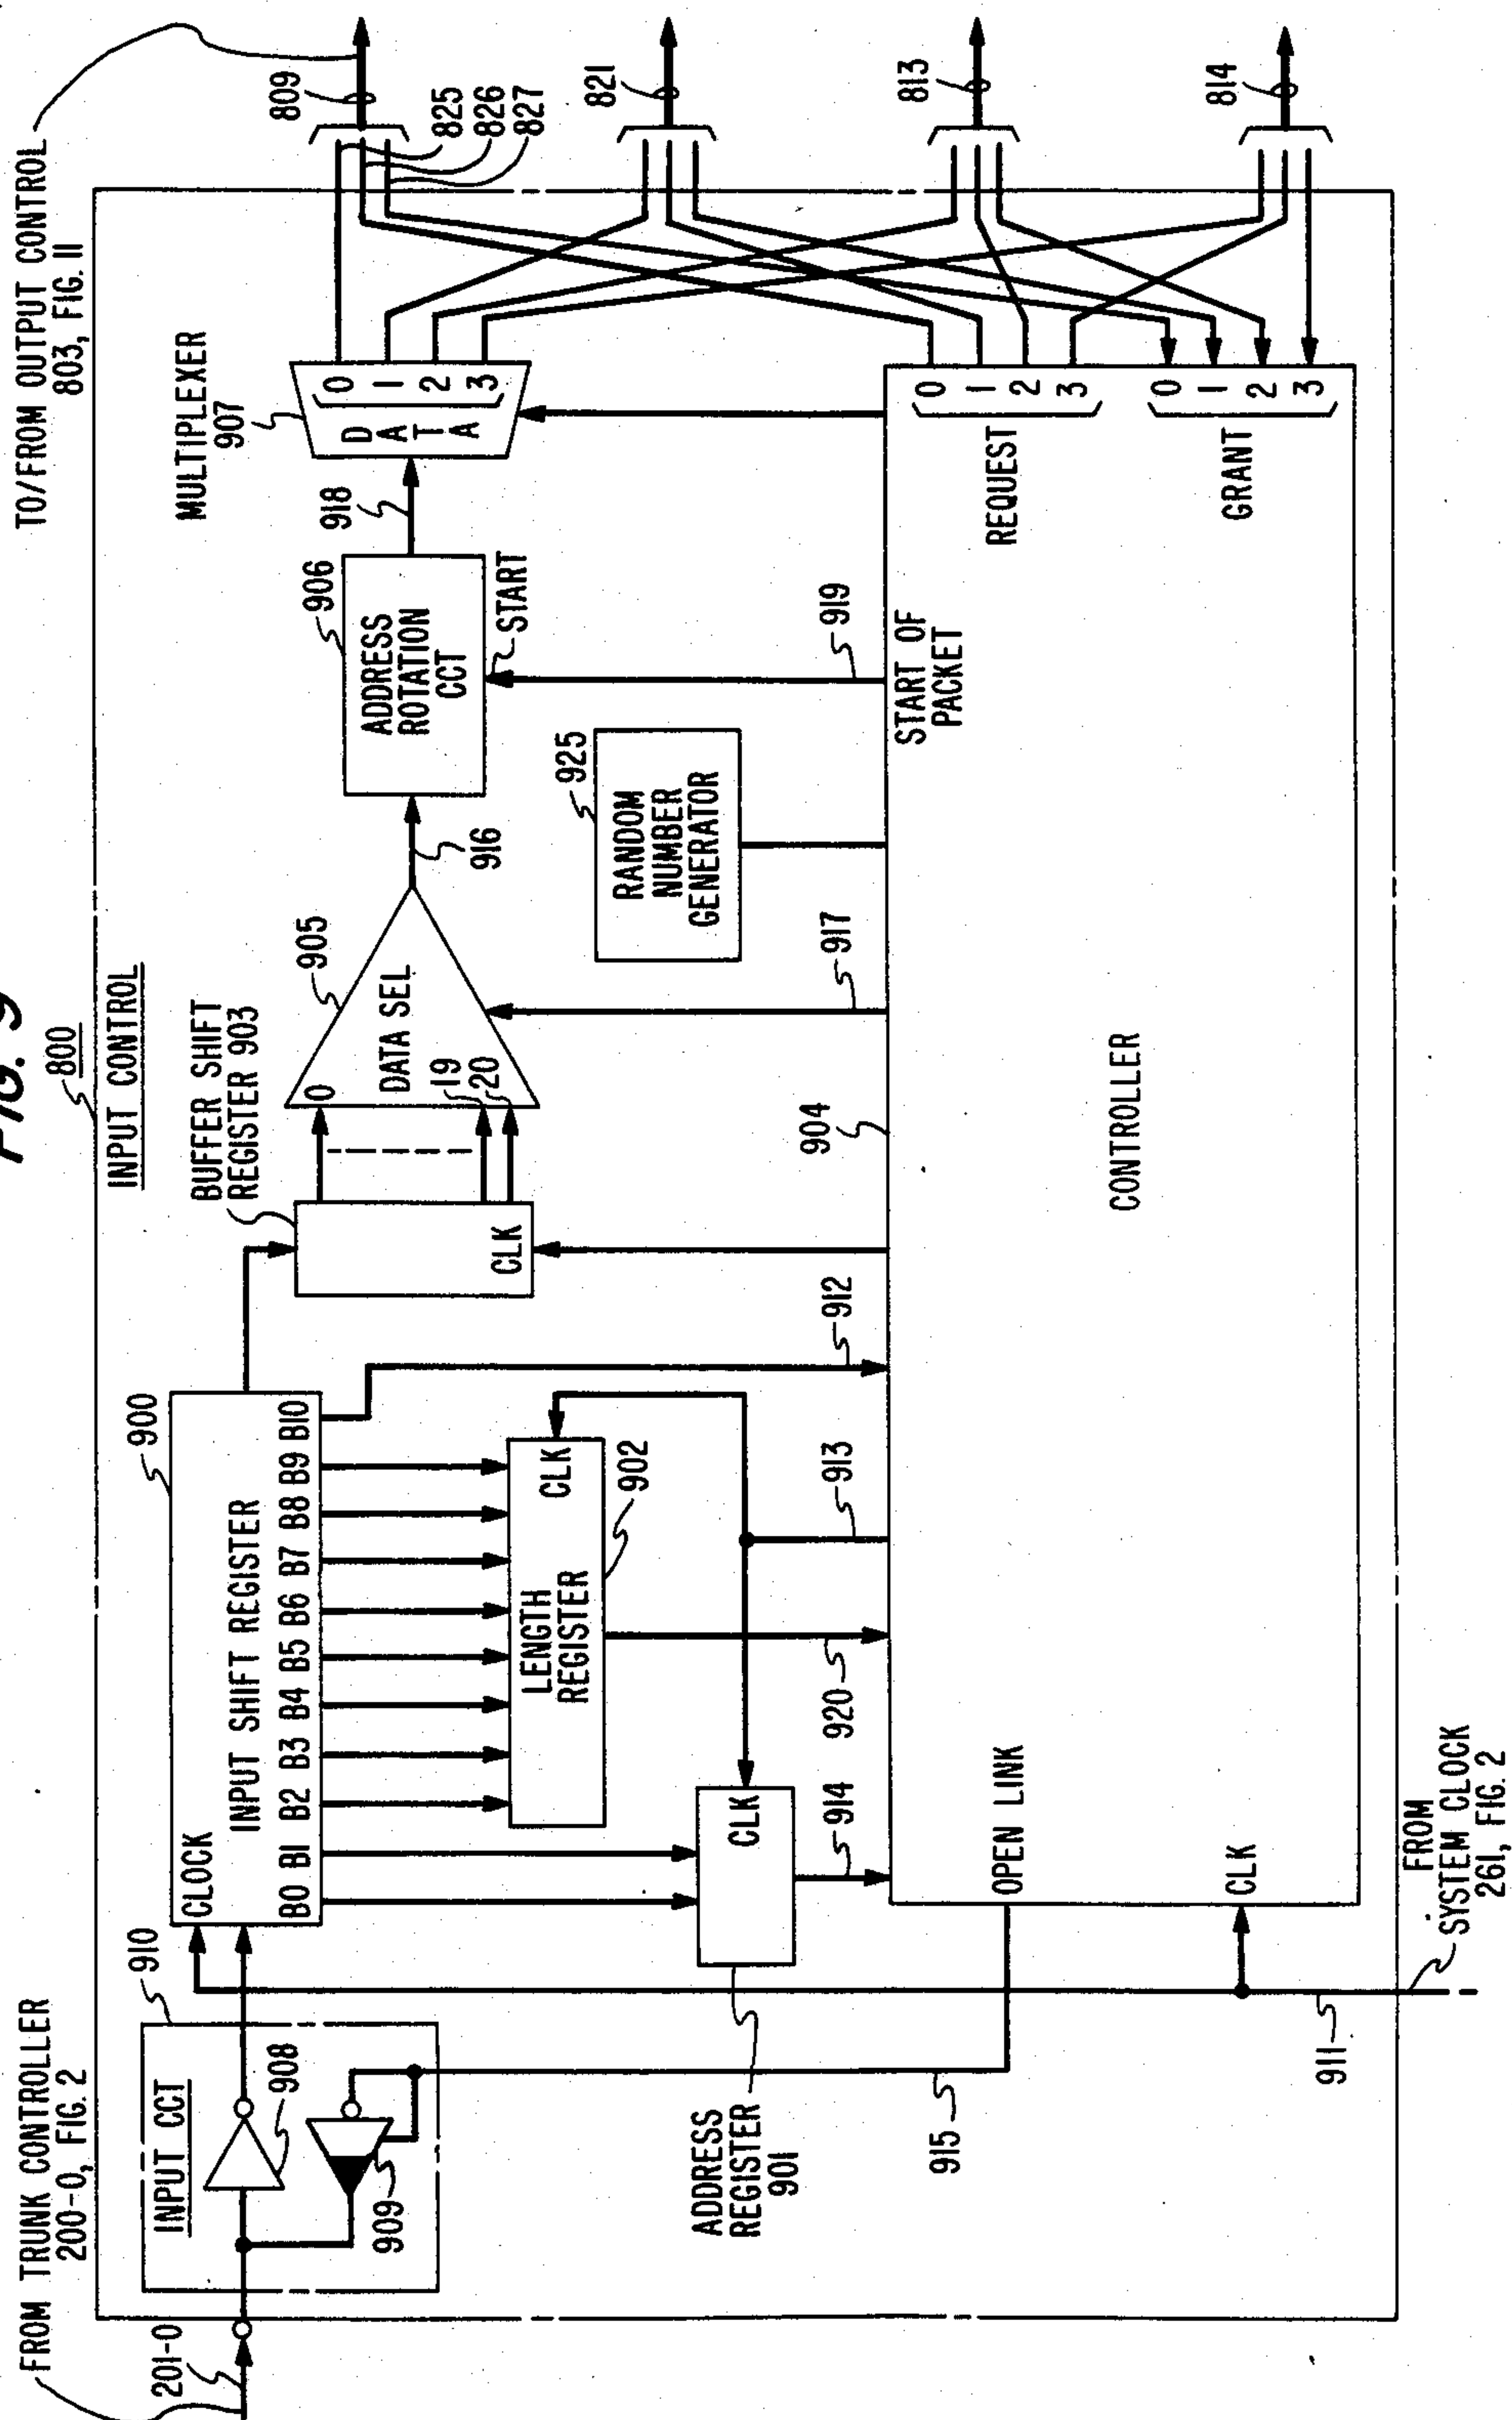 FIG. 9
800
INPUT CONTROL
FROM TRUNK CONTROLLER
200-0, FIG. 2
201-0
INPUT CCT
910
908
909
CLOCK
900
INPUT SHIFT REGISTER
B0 B1 B2 B3 B4 B5 B6 B7 B8 B9 B10
LENGTH
REGISTER
CLK
902
CLK
ADDRESS
REGISTER
901
914
920
913
912
915
911
FROM
SYSTEM CLOCK
261, FIG. 2
BUFFER SHIFT
REGISTER 903
CLK
0
19
20
DATA SEL
905
916
917
RANDOM
NUMBER
GENERATOR
925
ADDRESS
ROTATION
CCT
906
START
918
919
MULTIPLEXER
907
DATA
0
1
2
3
TO/FROM OUTPUT CONTROL
803, FIG. 11
809
825
826
827
821
813
814
904
CONTROLLER
OPEN LINK
CLK
START OF
PACKET
REQUEST
0
1
2
3
GRANT
0
1
2
3